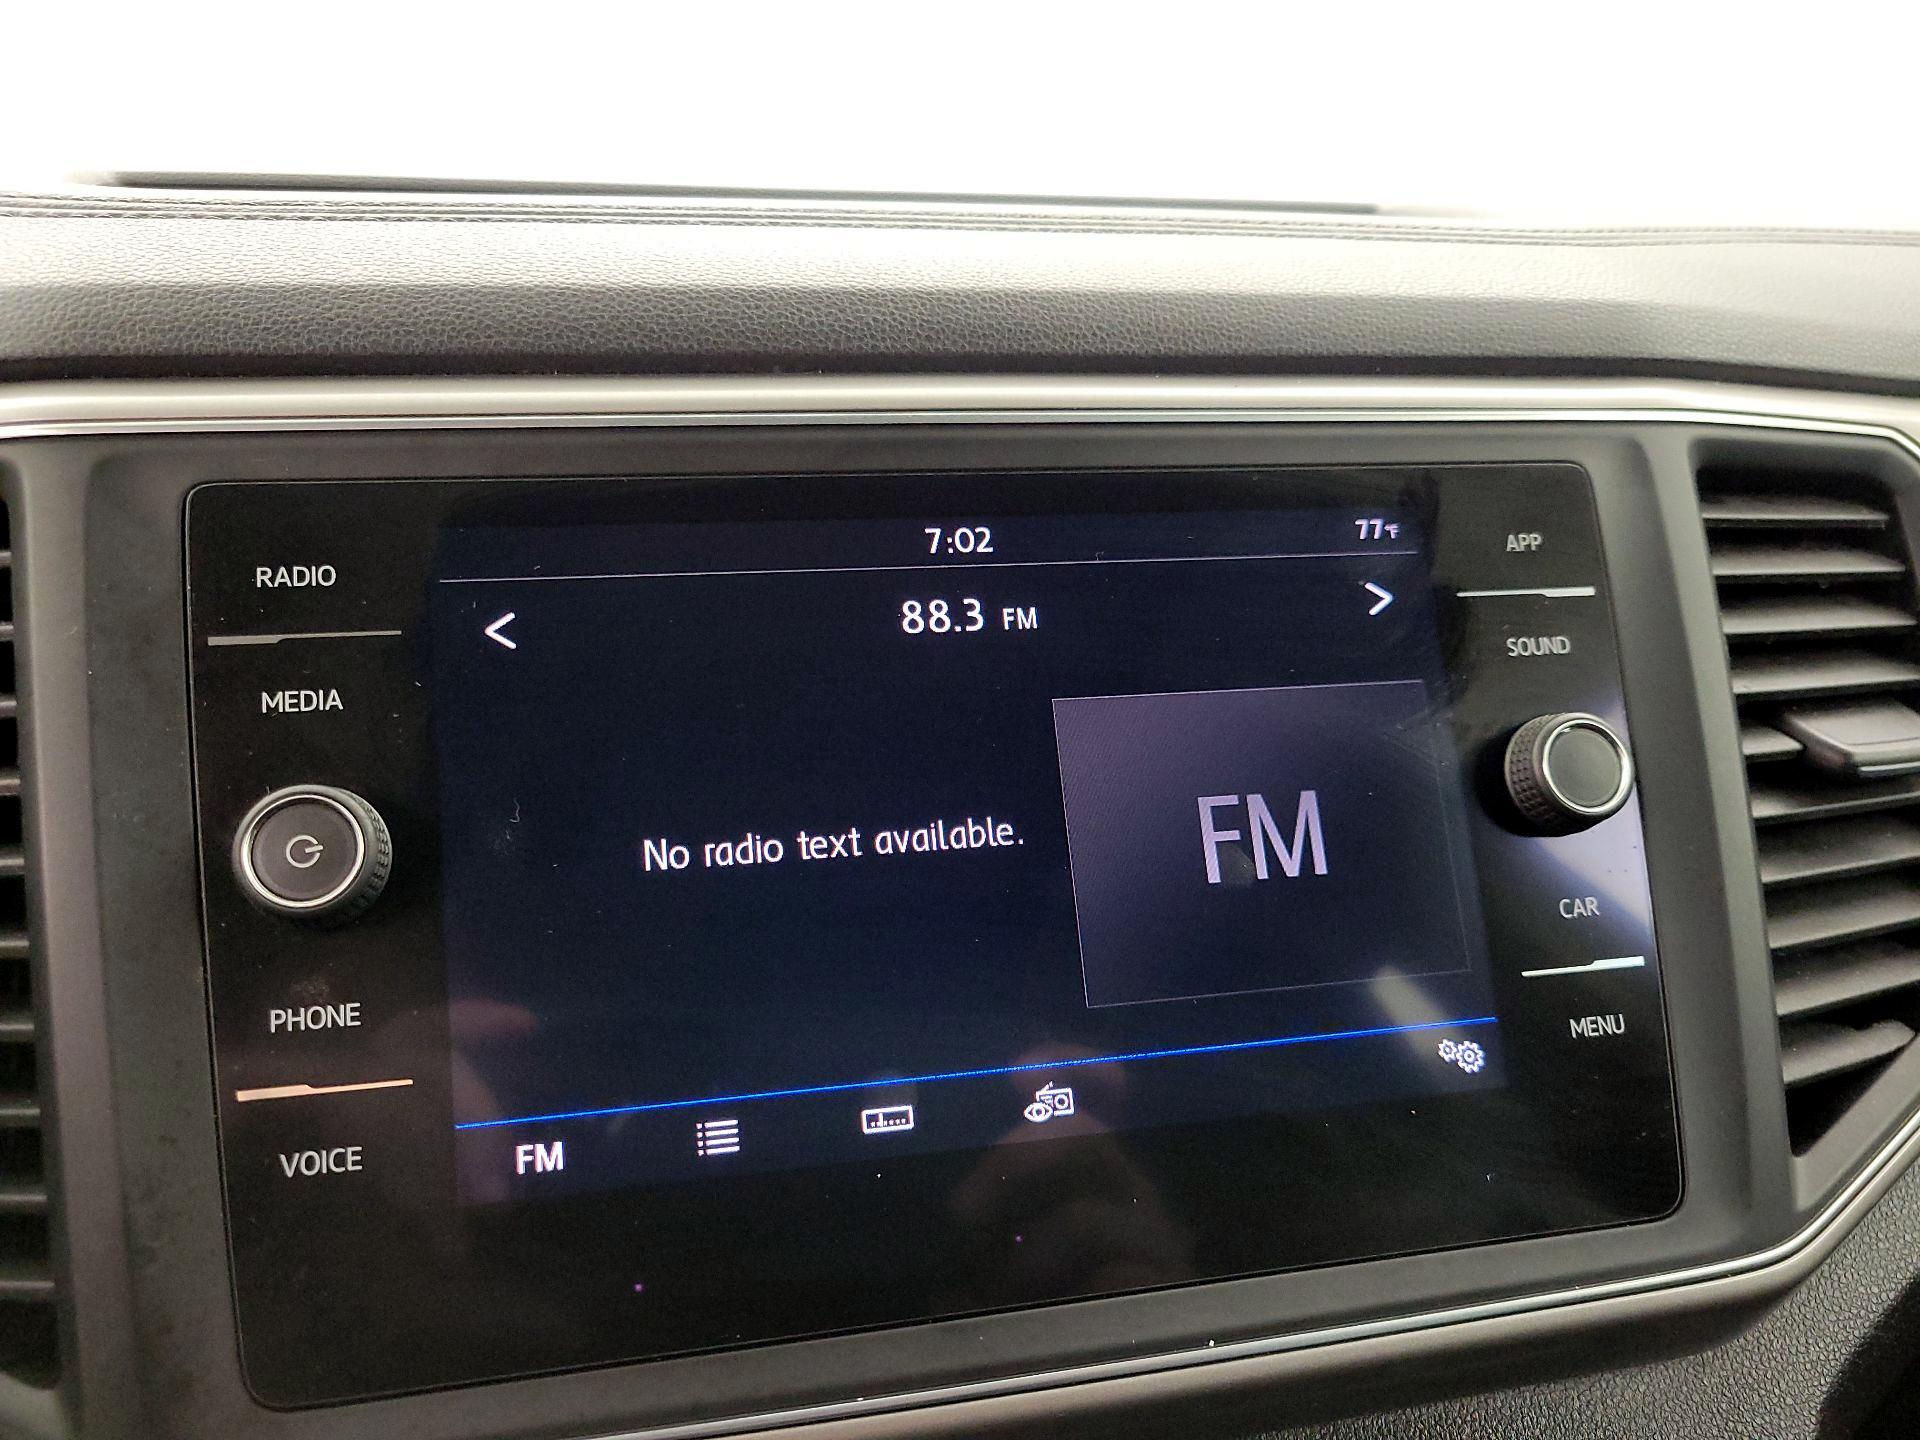 7:02
77°F
88.3 FM
No radio text available.
FM
FM
RADIO
MEDIA
PHONE
VOICE
APP
SOUND
CAR
MENU